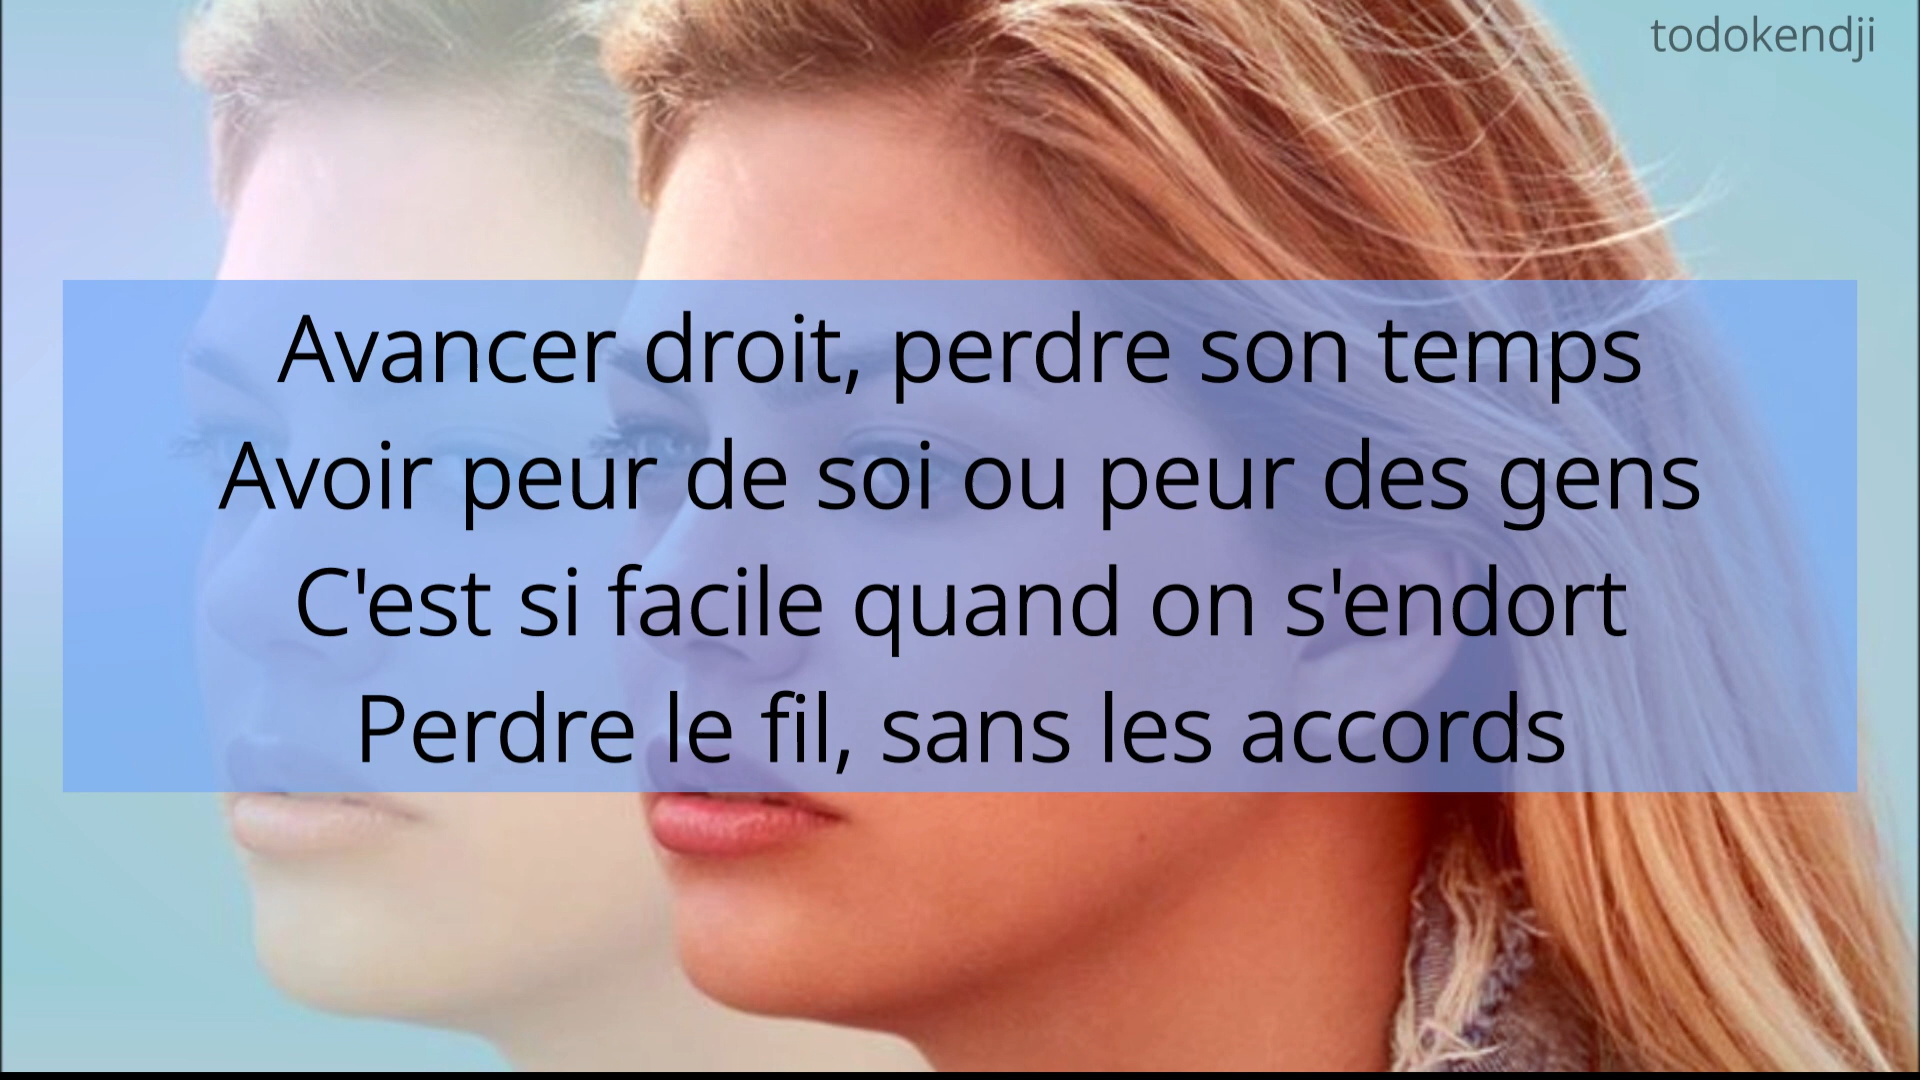 todokendji
Avancer droit, perdre son temps
Avoir peur de soi ou peur des gens
C'est si facile quand on s'endort
Perdre le fil, sans les accords